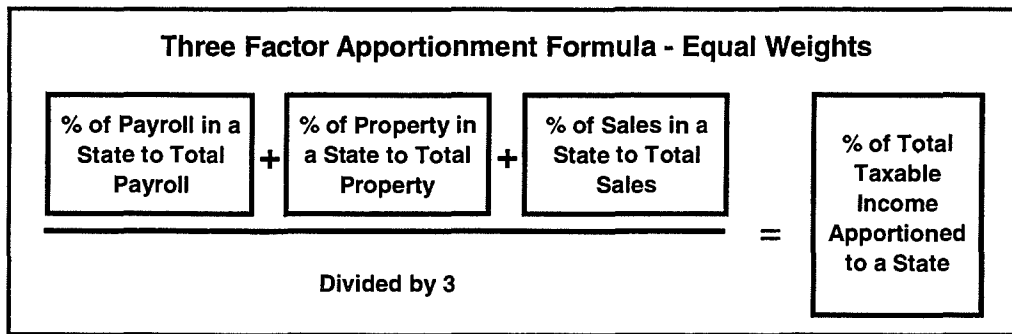 Three Factor Apportionment Formula - Equal Weights
% of Payroll in a
State to Total
Payroll
+
% of Property in
a State to Total
Property
+
% of Sales in a
State to Total
Sales
Divided by 3
=
% of Total
Taxable
Income
Apportioned
to a State